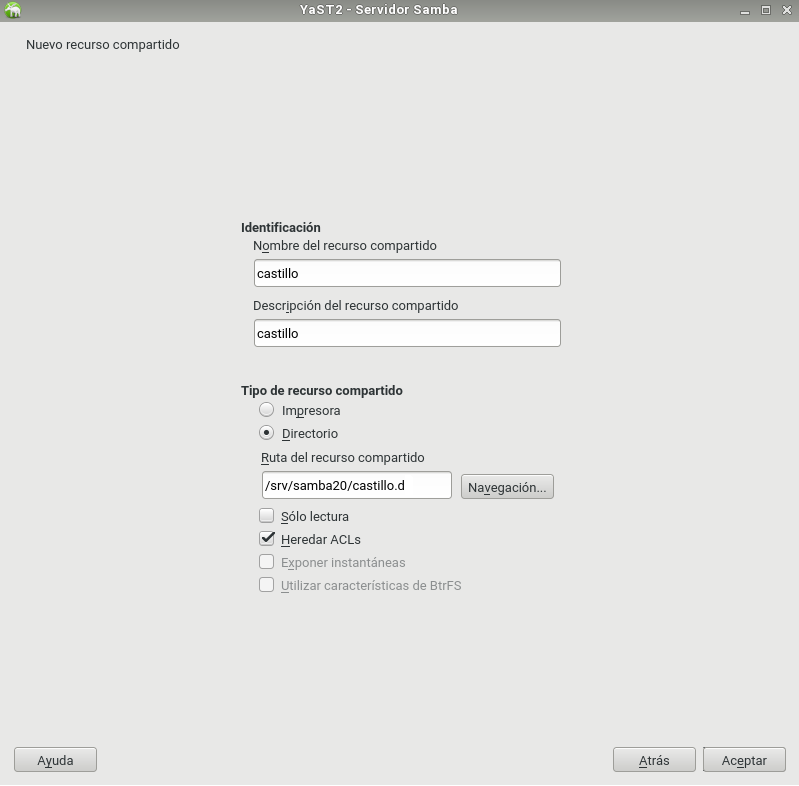 YaST2 - Servidor Samba
Nuevo recurso compartido
Identificación
Nombre del recurso compartido
castillo
Descripción del recurso compartido
castillo
Tipo de recurso compartido
Impresora
Directorio
Ruta del recurso compartido
/srv/samba20/castillo.d Navegación...
Sólo lectura
Heredar ACLs
Exponer instantáneas
Utilizar características de BtrFS
Ayuda Atrás Aceptar